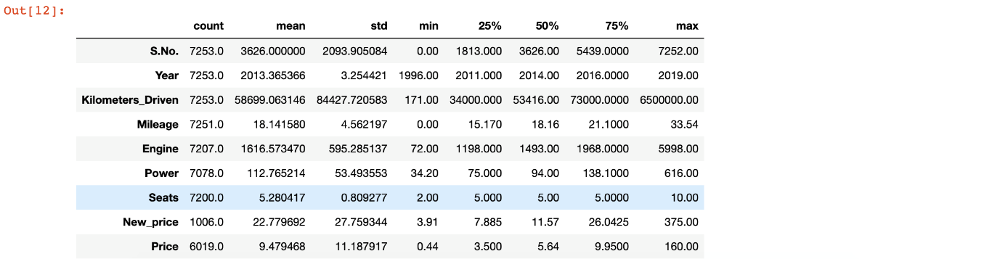 Out[12]:
count mean std min 25% 50% 75% max
S.No. 7253.0 3626.000000 2093.905084 0.00 1813.000 3626.00 5439.0000 7252.00
Year 7253.0 2013.365366 3.254421 1996.00 2011.000 2014.00 2016.0000 2019.00
Kilometers_Driven 7253.0 58699.063146 84427.720583 171.00 34000.000 53416.00 73000.0000 6500000.00
Mileage 7251.0 18.141580 4.562197 0.00 15.170 18.16 21.1000 33.54
Engine 7207.0 1616.573470 595.285137 72.00 1198.000 1493.00 1968.0000 5998.00
Power 7078.0 112.765214 53.493553 34.20 75.000 94.00 138.1000 616.00
Seats 7200.0 5.280417 0.809277 2.00 5.000 5.00 5.0000 10.00
New_price 1006.0 22.779692 27.759344 3.91 7.885 11.57 26.0425 375.00
Price 6019.0 9.479468 11.187917 0.44 3.500 5.64 9.9500 160.00